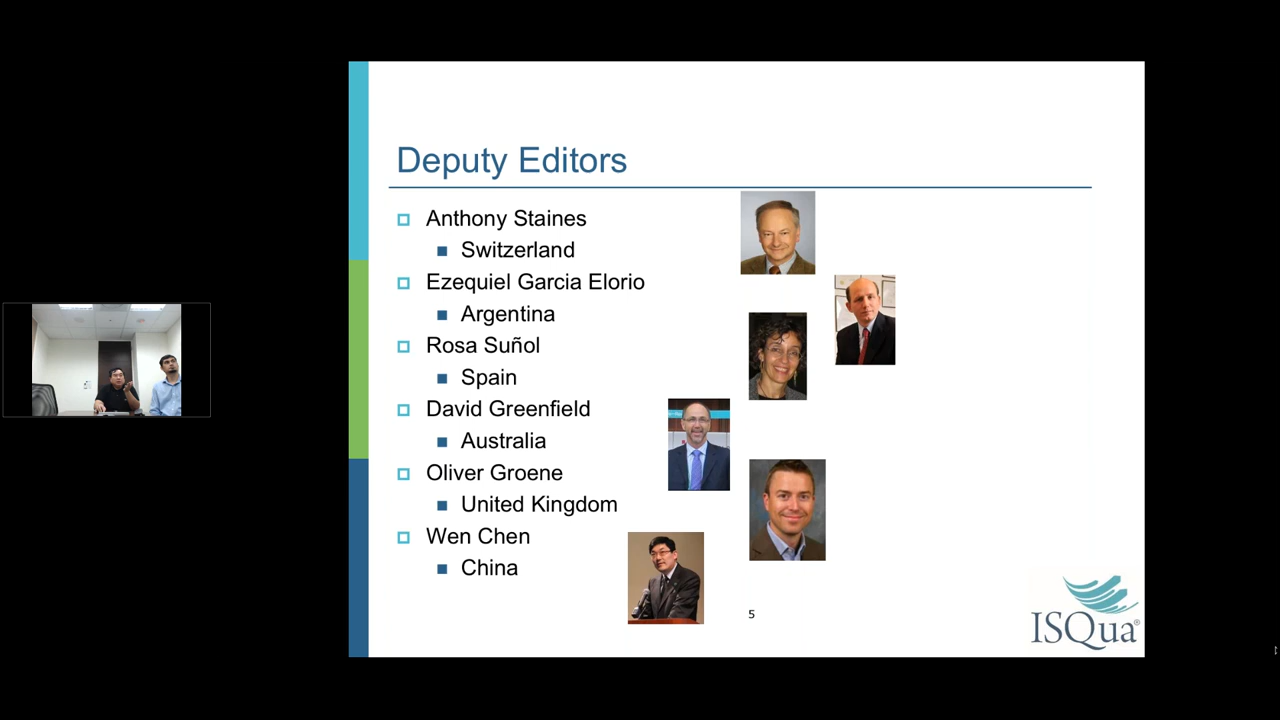 Deputy Editors
Anthony Staines
Switzerland
Ezequiel Garcia Elorio
Argentina
Rosa Suñol
Spain
David Greenfield
Australia
Oliver Groene
United Kingdom
Wen Chen
China
5
ISQua®